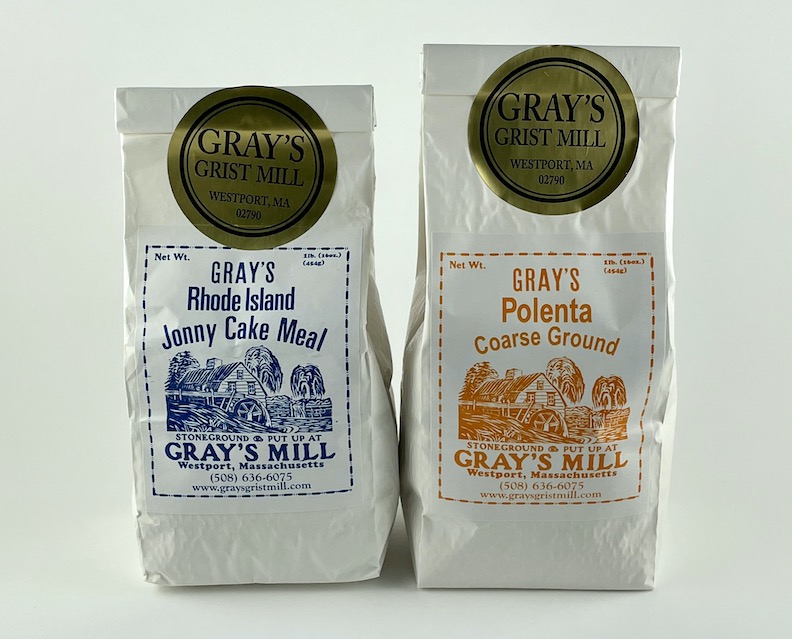 GRAY'S
GRIST MILL
WESTPORT, MA
02790
Net Wt.
1lb. (16oz.)
(454g)
GRAY'S
Rhode Island
Jonny Cake Meal
STONEGROUND & PUT UP AT
GRAY'S MILL
Westport, Massachusetts
(508) 636-6075
www.graysgristmill.com
GRAY'S
GRIST MILL
WESTPORT, MA
02790
Net Wt.
1lb. (16oz.)
(454g)
GRAY'S
Polenta
Coarse Ground
STONEGROUND & PUT UP AT
GRAY'S MILL
Westport, Massachusetts
(508) 636-6075
www.graysgristmill.com